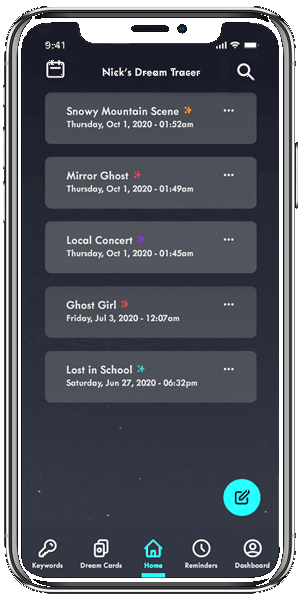 9:41
Nick's Dream Tracer
Snowy Mountain Scene
Thursday, Oct 1, 2020 - 01:52am
Mirror Ghost
Thursday, Oct 1, 2020 - 01:49am
Local Concert
Thursday, Oct 1, 2020 - 01:45am
Ghost Girl
Friday, Jul 3, 2020 - 12:07am
Lost in School
Saturday, Jun 27, 2020 - 06:32pm
Keywords Dream Cards Home Reminders Dashboard